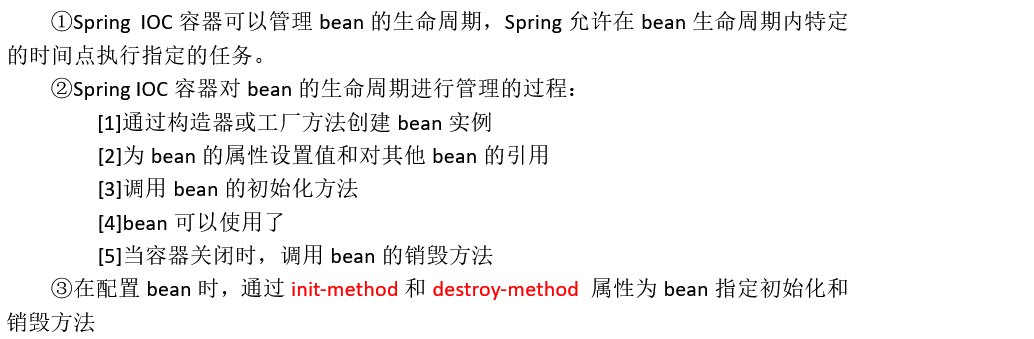 ①Spring IOC 容器可以管理 bean 的生命周期，Spring 允许在 bean 生命周期内特定
的时间点执行指定的任务。
②Spring IOC 容器对 bean 的生命周期进行管理的过程：
[1]通过构造器或工厂方法创建 bean 实例
[2]为 bean 的属性设置值和对其他 bean 的引用
[3]调用 bean 的初始化方法
[4]bean 可以使用了
[5]当容器关闭时，调用 bean 的销毁方法
③在配置 bean 时，通过 init-method 和 destroy-method 属性为 bean 指定初始化和
销毁方法